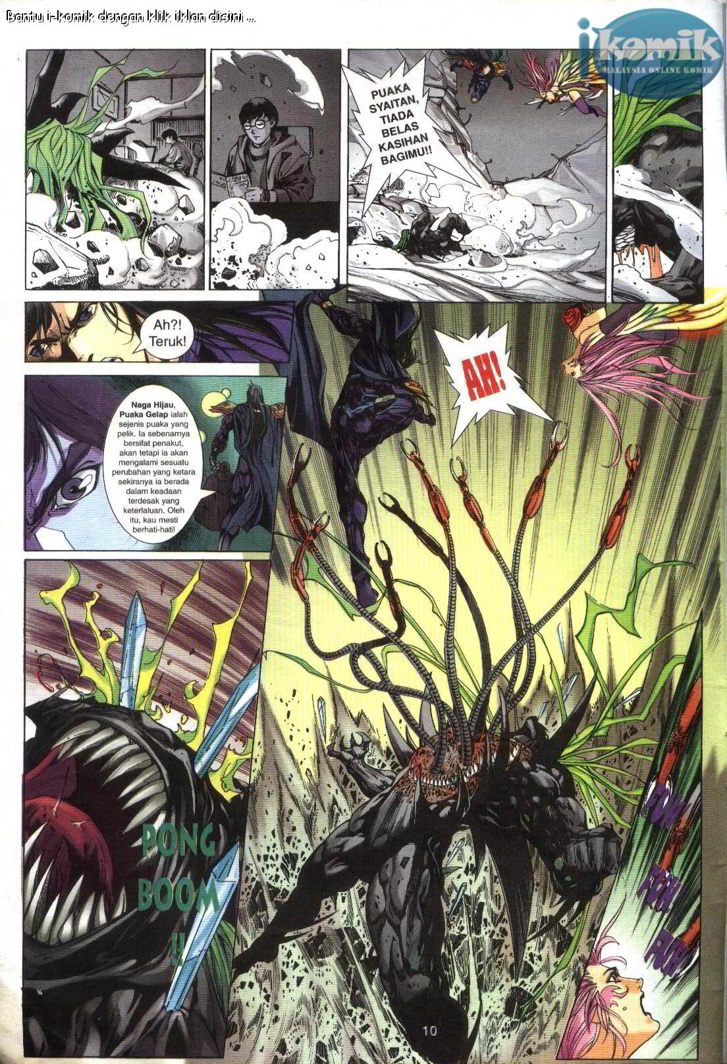 Bantu i-komik dengan klik iklan disini ...
ikomik
MALAYSIA ONLINE KOMIK
PUAKA
SYAITAN,
TIADA
BELAS
KASIHAN
BAGIMU!!
Ah?!
Teruk!
AH!
Naga Hijau,
Puaka Gelap ialah
sejenis puaka yang
pelik. Ia sebenarnya
bersifat penakut,
akan tetapi ia akan
mengalami sesuatu
perubahan yang ketara
sekiranya ia berada
dalam keadaan
terdesak yang
keterlaluan. Oleh
itu, kau mesti
berhati-hati!
PONG
BOOM
!!
FOH
FOH
FOH
10